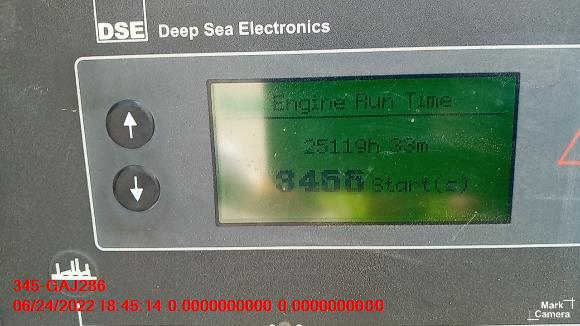 DSE Deep Sea Electronics
Engine Run Time
25119h 33m
Start(s)
345-GAJ286
06/24/2022 18:45:14 0.0000000000 0.0000000000
Mark
Camera